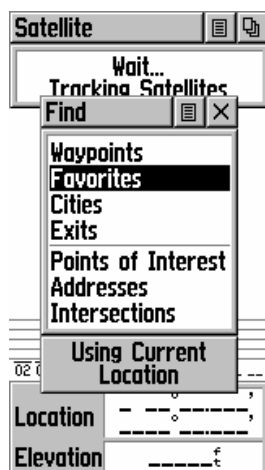 Satellite
Wait...
Tracking Satellites
Find
Waypoints
Favorites
Cities
Exits
Points of Interest
Addresses
Intersections
02
Using Current
Location
Location
Elevation